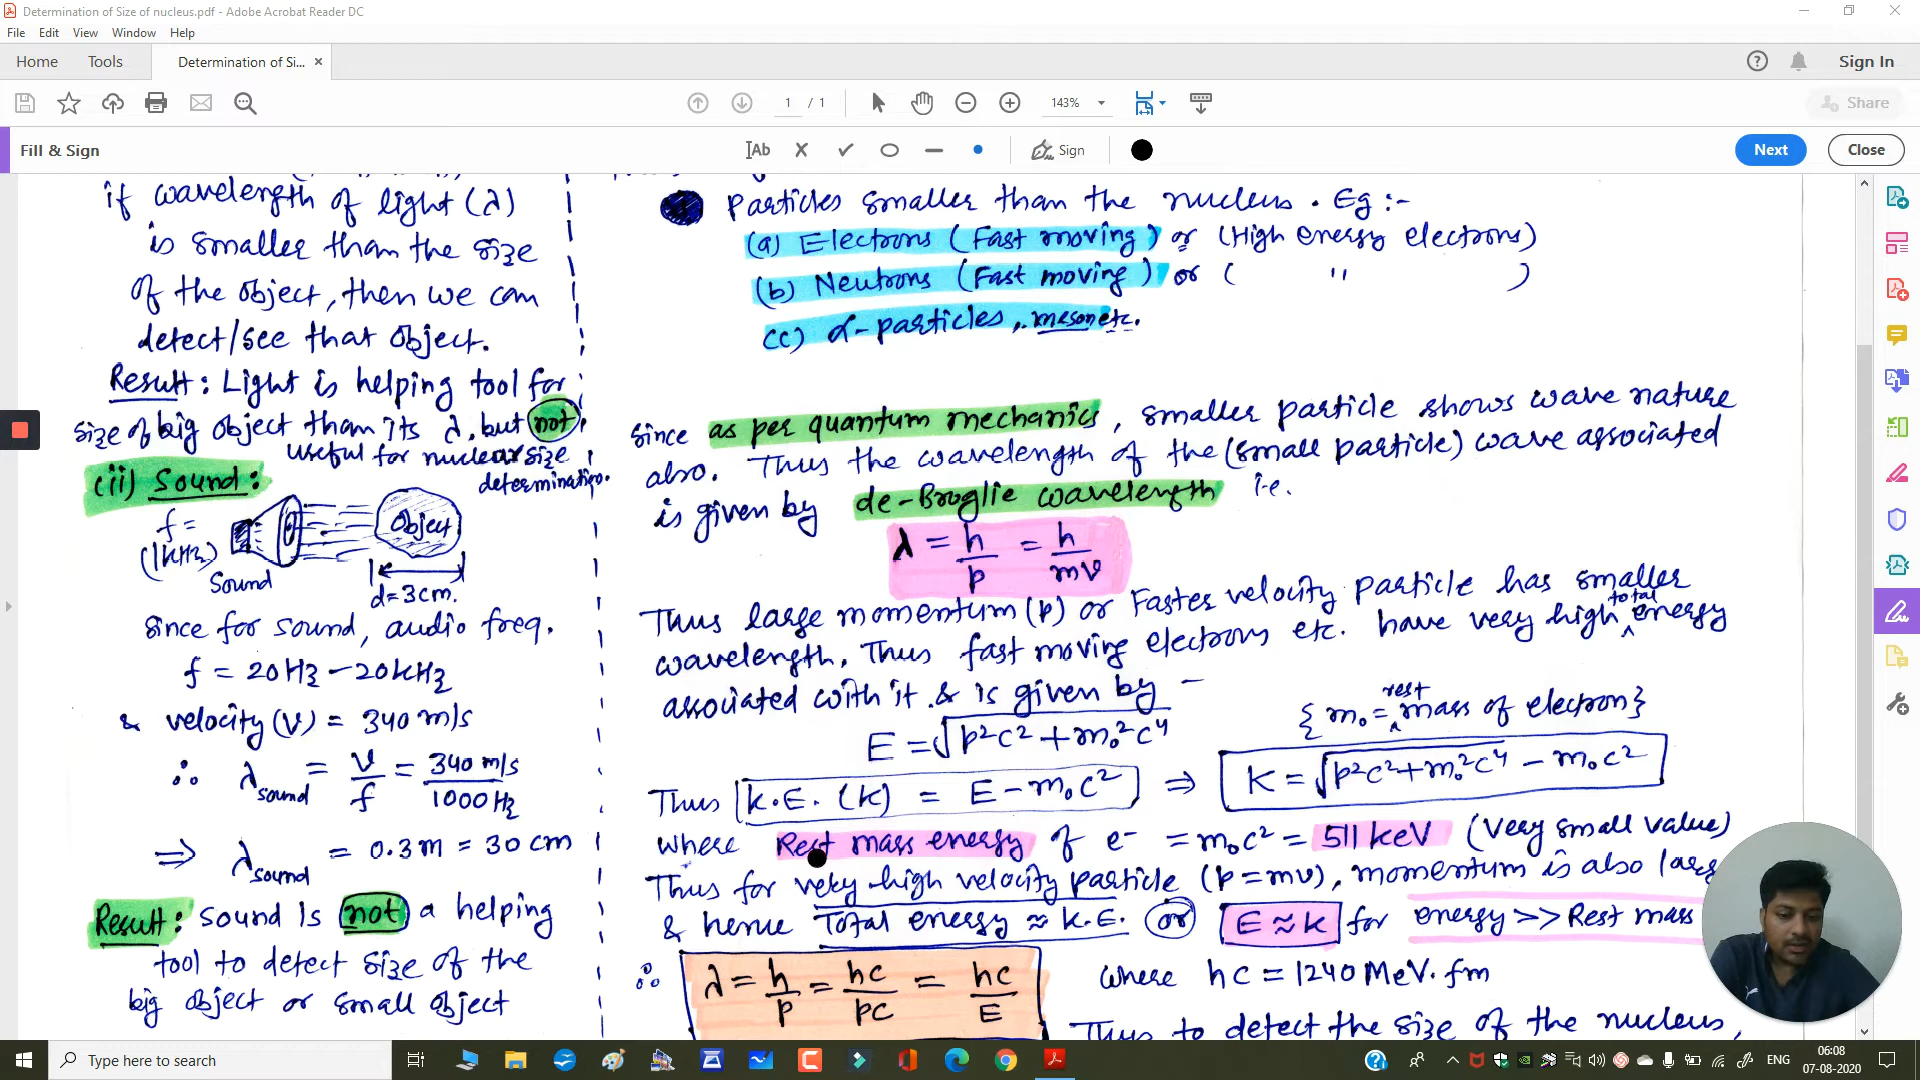 Determination of Size of nucleus.pdf - Adobe Acrobat Reader DC
File Edit View Window Help
Home Tools Determination of Si... ×
Sign In
1 / 1
143%
Share
Fill & Sign
IAb
Sign
Next
Close
if wavelength of light (λ)
is smaller than the size
of the object, then we can
detect/see that object.
Result: Light is helping tool for
size of big object than its λ, but not
useful for nuclear size
determination.
(ii) Sound:
f =
(1kHz)
Sound
Object
d=3cm.
since for sound, audio freq.
f = 20Hz - 20kHz
& velocity (v) = 340 m/s
∴ λsound = v/f = 340 m/s / 1000Hz
⇒ λsound = 0.3m = 30 cm
Result: Sound is not a helping
tool to detect size of the
big object or small object
Particles smaller than the nucleus. Eg :-
(a) Electrons (Fast moving) or (High energy electrons)
(b) Neutrons (Fast moving) or ( " )
(c) α-particles, meson etc.
since as per quantum mechanics, smaller particle shows wave nature
also. Thus the wavelength of the (small particle) wave associated
is given by de-Broglie wavelength i.e.
λ = h/p = h/mv
Thus large momentum (p) or Faster velocity particle has smaller
wavelength. Thus fast moving electrons etc. have very high total energy
associated with it. & is given by –
E = √p²c² + m₀²c⁴
{m₀ = rest mass of electron}
Thus K.E. (K) = E - m₀c² ⇒ K = √p²c² + m₀²c⁴ - m₀c²
where Rest mass energy of e⁻ = m₀c² = 511 keV (Very small value)
Thus for very high velocity particle (p=mv), momentum is also
& hence Total energy ≈ K.E. or E ≈ K for energy >> Rest mass
∴ λ = h/p = hc/pc = hc/E
where hc = 1240 MeV. fm
Thus to detect the size of the nucleus,
Type here to search
ENG
06:08
07-08-2020